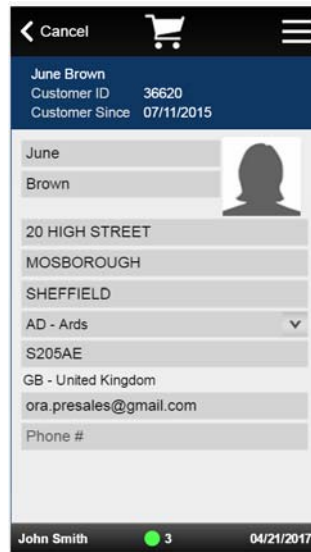 Cancel
June Brown
Customer ID 36620
Customer Since 07/11/2015
June
Brown
20 HIGH STREET
MOSBOROUGH
SHEFFIELD
AD - Ards
S205AE
GB - United Kingdom
ora.presales@gmail.com
Phone #
John Smith 3 04/21/2017